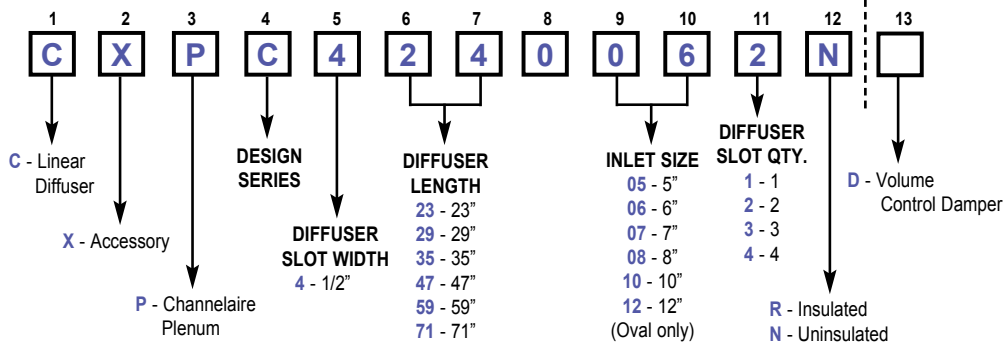 1 2 3 4 5 6 7 8 9 10 11 12 13
C X P C 4 2 4 0 0 6 2 N
C - Linear
Diffuser
X - Accessory
P - Channelaire
Plenum
DESIGN
SERIES
DIFFUSER
SLOT WIDTH
4 - 1/2”
DIFFUSER
LENGTH
23 - 23”
29 - 29”
35 - 35”
47 - 47”
59 - 59”
71 - 71”
INLET SIZE
05 - 5”
06 - 6”
07 - 7”
08 - 8”
10 - 10”
12 - 12”
(Oval only)
DIFFUSER
SLOT QTY.
1 - 1
2 - 2
3 - 3
4 - 4
R - Insulated
N - Uninsulated
D - Volume
Control Damper